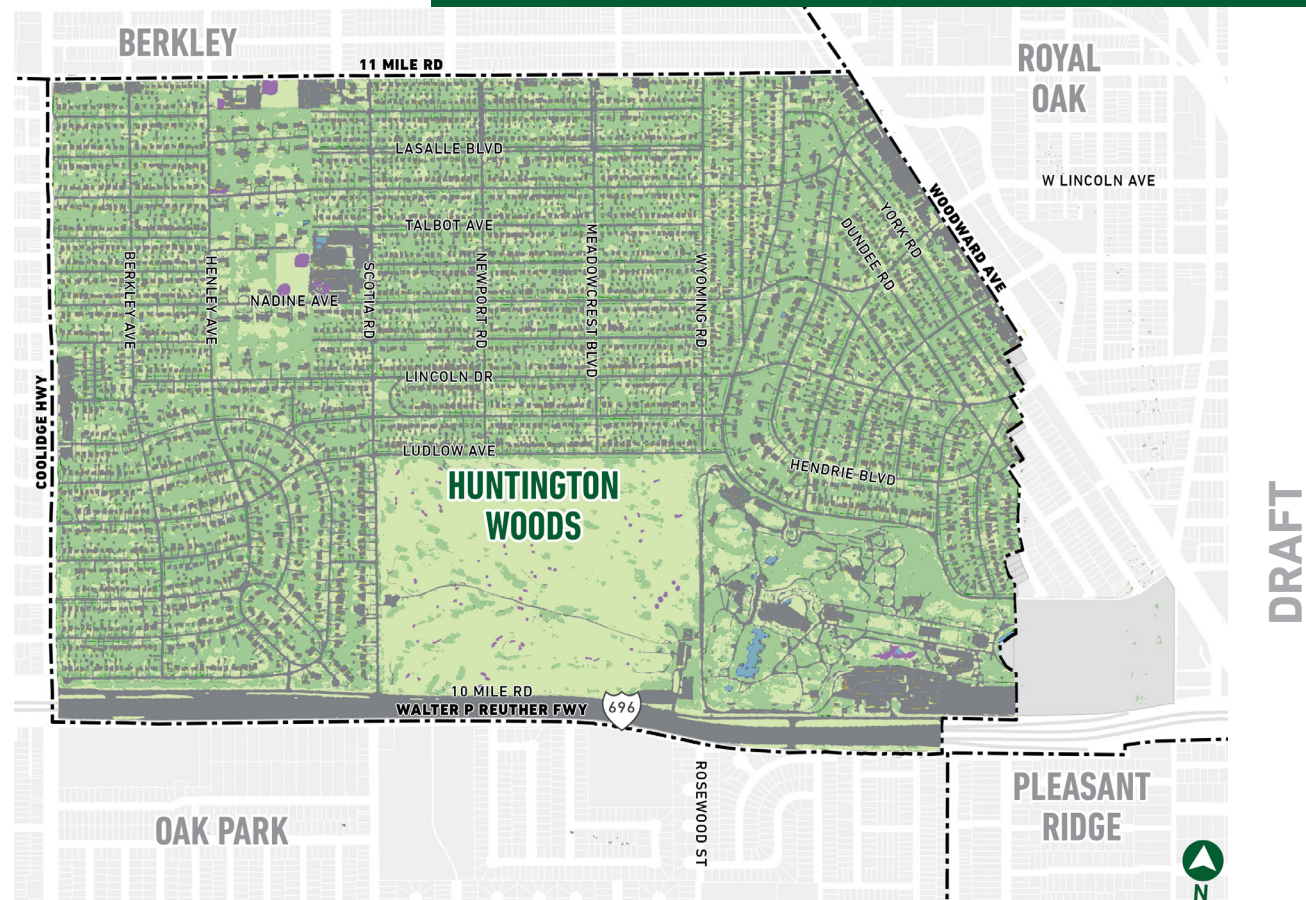 BERKLEY
11 MILE RD
ROYAL
OAK
LASALLE BLVD
W LINCOLN AVE
WOODWARD AVE
YORK RD
DUNDEE RD
TALBOT AVE
BERKLEY AVE
HENLEY AVE
NADINE AVE
SCOTIA RD
NEWPORT RD
MEADOWCREST BLVD
WYOMING RD
LINCOLN DR
COOLIDGE HWY
LUDLOW AVE
HENDRIE BLVD
HUNTINGTON
WOODS
DRAFT
10 MILE RD
WALTER P REUTHER FWY
696
ROSEWOOD ST
OAK PARK
PLEASANT
RIDGE
N